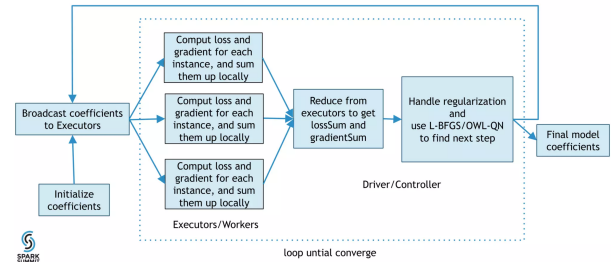 Comput loss and
gradient for each
instance, and sum
them up locally
Broadcast coefficients
to Executors
Comput loss and
gradient for each
instance, and sum
them up locally
Reduce from
executors to get
lossSum and
gradientSum
Handle regularization
and
use L-BFGS/OWL-QN
to find next step
Final model
coefficients
Comput loss and
gradient for each
instance, and sum
them up locally
Initialize
coefficients
Driver/Controller
Executors/Workers
loop untial converge
SPARK
SUMMIT